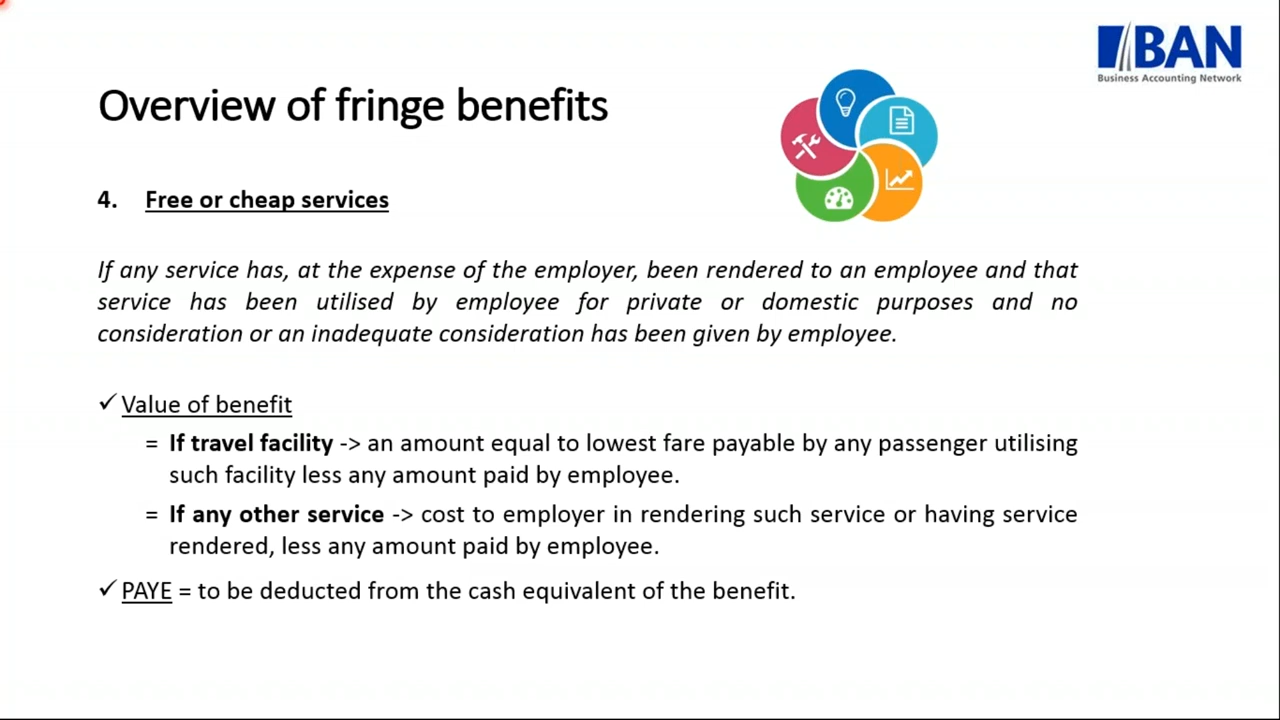 BAN
Business Accounting Network
Overview of fringe benefits
4. Free or cheap services
If any service has, at the expense of the employer, been rendered to an employee and that
service has been utilised by employee for private or domestic purposes and no
consideration or an inadequate consideration has been given by employee.
✓ Value of benefit
= If travel facility -> an amount equal to lowest fare payable by any passenger utilising
such facility less any amount paid by employee.
= If any other service -> cost to employer in rendering such service or having service
rendered, less any amount paid by employee.
✓ PAYE = to be deducted from the cash equivalent of the benefit.